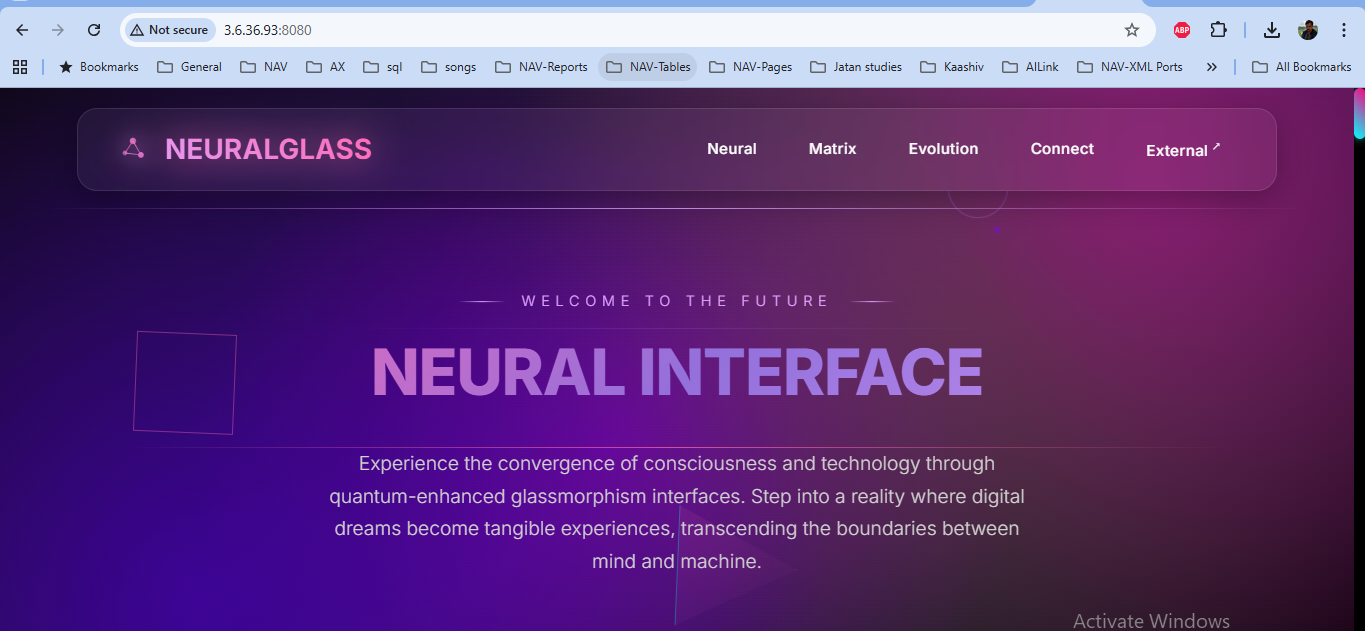 Not secure 3.6.36.93:8080 ABP
Bookmarks General NAV AX sql songs NAV-Reports NAV-Tables NAV-Pages Jatan studies Kaashiv AILink NAV-XML Ports » All Bookmarks
NEURALGLASS Neural Matrix Evolution Connect External ↗
WELCOME TO THE FUTURE
NEURAL INTERFACE
Experience the convergence of consciousness and technology through
quantum-enhanced glassmorphism interfaces. Step into a reality where digital
dreams become tangible experiences, transcending the boundaries between
mind and machine.
Activate Windows